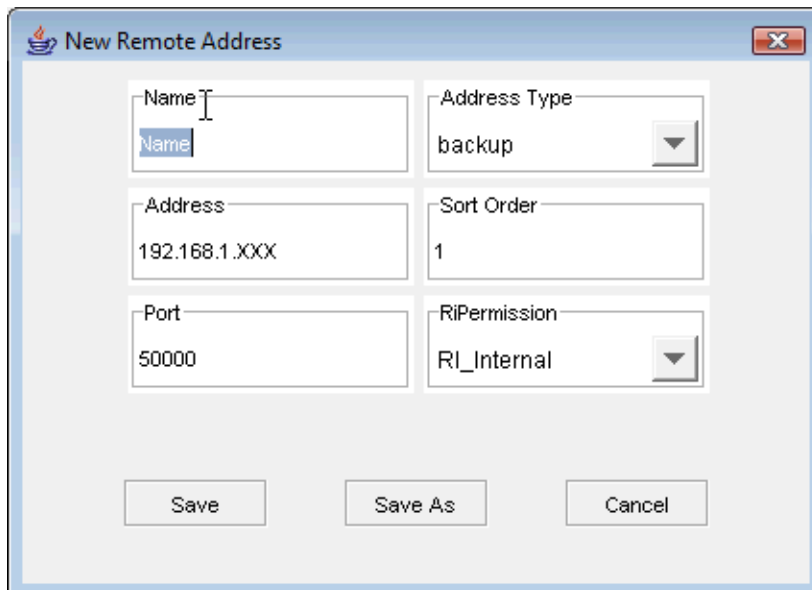 New Remote Address
Name
Address Type
Name
backup
Address
Sort Order
192.168.1.XXX
1
Port
RiPermission
50000
RI_Internal
Save
Save As
Cancel